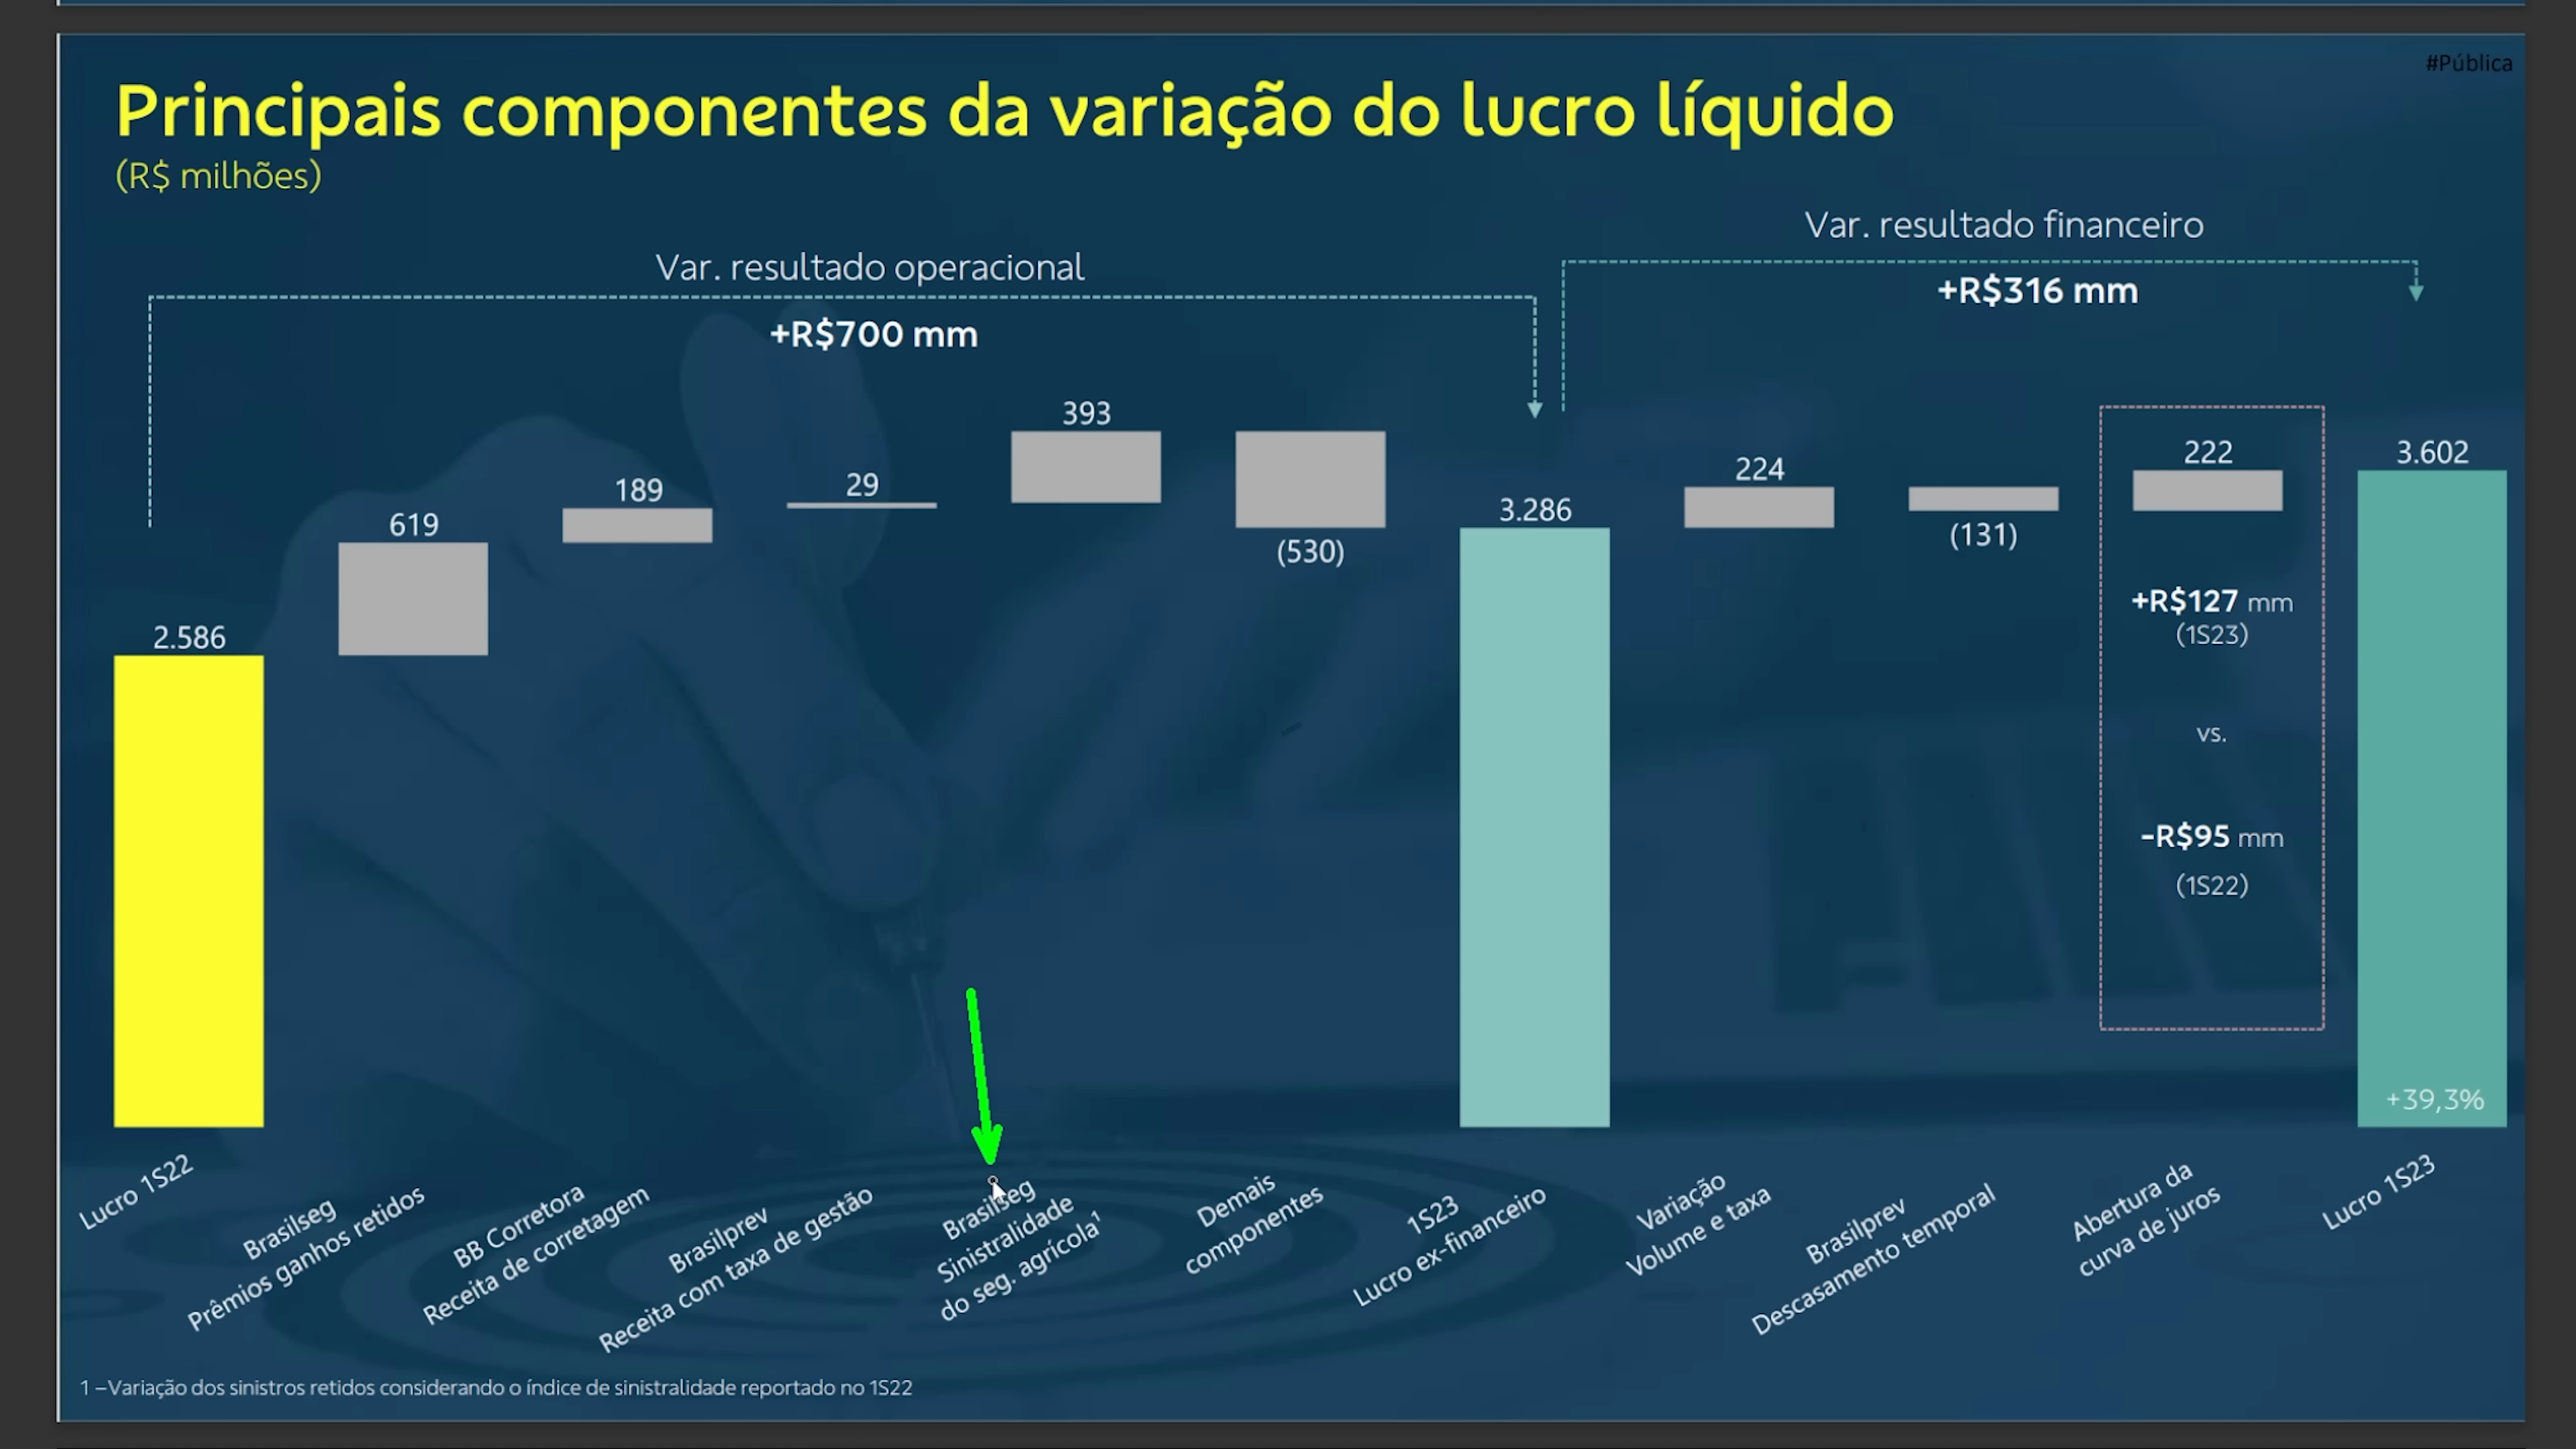 #Pública
Principais componentes da variação do lucro líquido
(R$ milhões)
Var. resultado operacional
+R$700 mm
Var. resultado financeiro
+R$316 mm
2.586
619
189
29
393
(530)
3.286
224
(131)
222
+R$127 mm
(1S23)
vs.
-R$95 mm
(1S22)
3.602
+39,3%
Lucro 1S22
Brasilseg
Prêmios ganhos retidos
BB Corretora
Receita de corretagem
Brasilprev
Receita com taxa de gestão
Brasilseg
Sinistralidade
do seg. agrícola¹
Demais
componentes
1S23
Lucro ex-financeiro
Variação
Volume e taxa
Brasilprev
Descasamento temporal
Abertura da
curva de juros
Lucro 1S23
1 –Variação dos sinistros retidos considerando o índice de sinistralidade reportado no 1S22